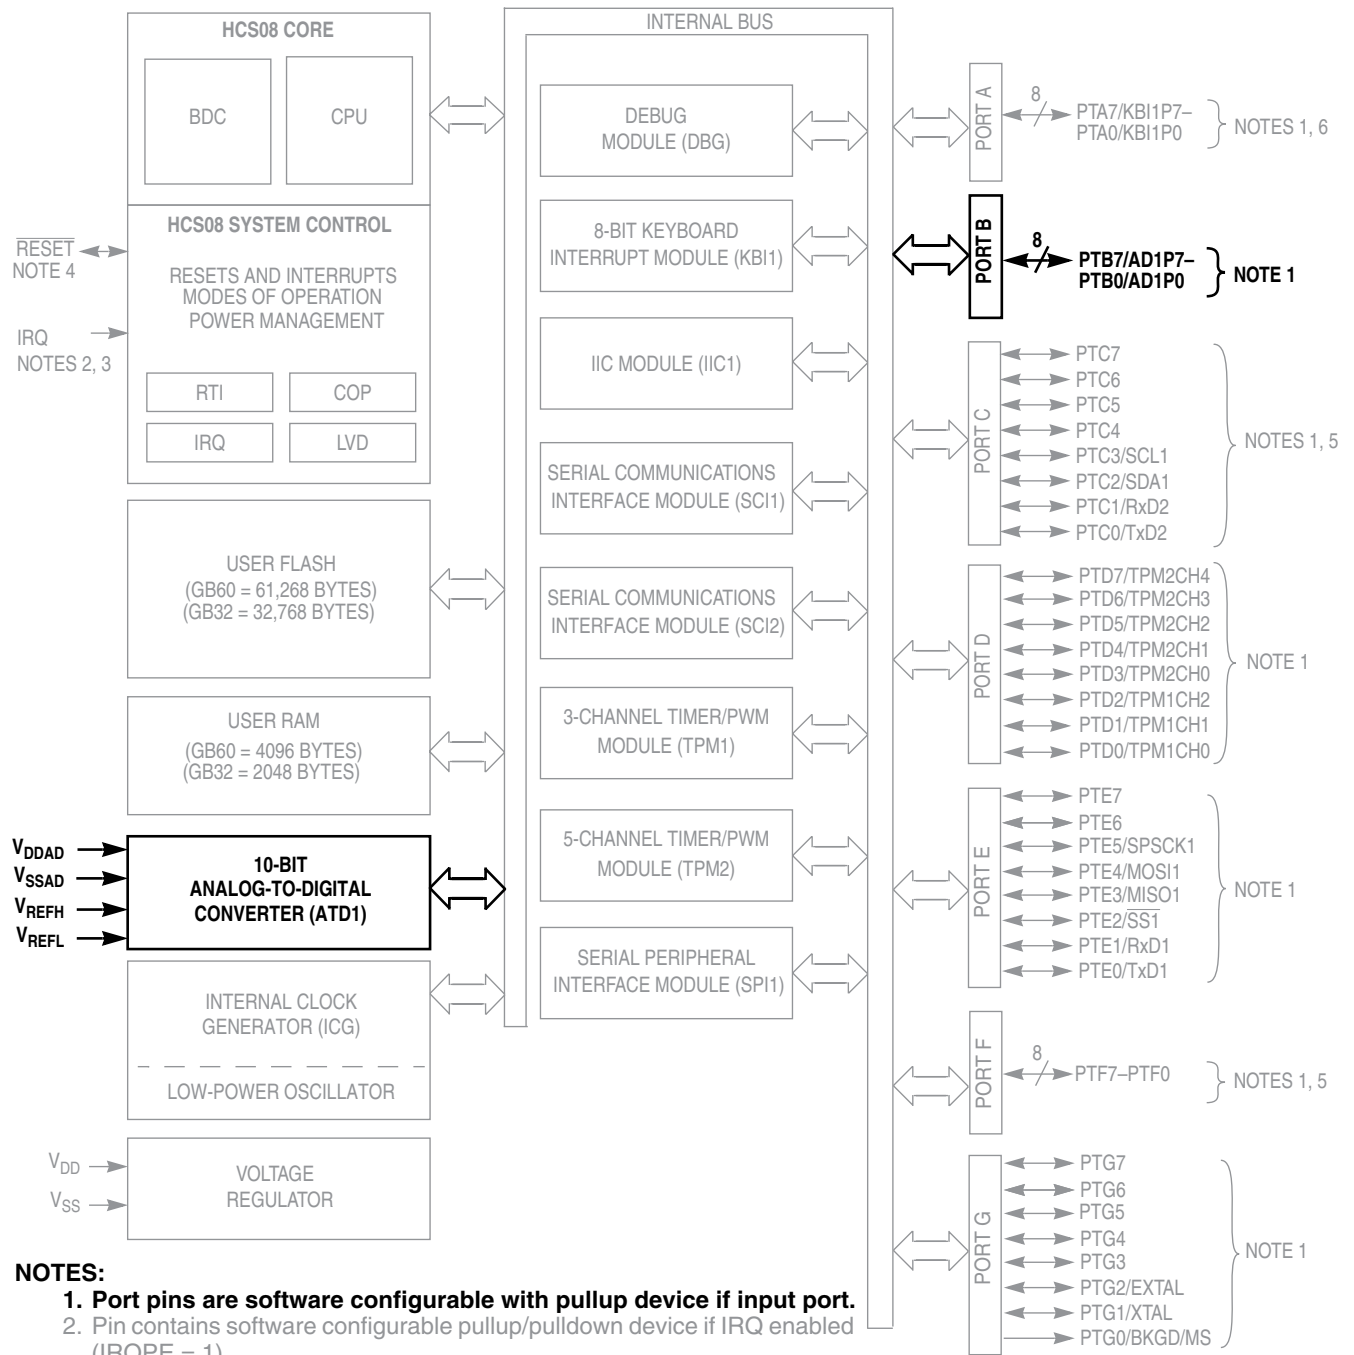 HCS08 CORE
BDC
CPU
HCS08 SYSTEM CONTROL
RESETS AND INTERRUPTS
MODES OF OPERATION
POWER MANAGEMENT
RTI
COP
IRQ
LVD
RESET
NOTE 4
IRQ
NOTES 2, 3
USER FLASH
(GB60 = 61,268 BYTES)
(GB32 = 32,768 BYTES)
USER RAM
(GB60 = 4096 BYTES)
(GB32 = 2048 BYTES)
VDDAD
VSSAD
VREFH
VREFL
10-BIT
ANALOG-TO-DIGITAL
CONVERTER (ATD1)
INTERNAL CLOCK
GENERATOR (ICG)
LOW-POWER OSCILLATOR
VDD
VSS
VOLTAGE
REGULATOR
INTERNAL BUS
DEBUG
MODULE (DBG)
8-BIT KEYBOARD
INTERRUPT MODULE (KBI1)
IIC MODULE (IIC1)
SERIAL COMMUNICATIONS
INTERFACE MODULE (SCI1)
SERIAL COMMUNICATIONS
INTERFACE MODULE (SCI2)
3-CHANNEL TIMER/PWM
MODULE (TPM1)
5-CHANNEL TIMER/PWM
MODULE (TPM2)
SERIAL PERIPHERAL
INTERFACE MODULE (SPI1)
PORT A
8
PTA7/KBI1P7–
PTA0/KBI1P0
NOTES 1, 6
PORT B
8
PTB7/AD1P7–
PTB0/AD1P0
NOTE 1
PORT C
PTC7
PTC6
PTC5
PTC4
PTC3/SCL1
PTC2/SDA1
PTC1/RxD2
PTC0/TxD2
NOTES 1, 5
PORT D
PTD7/TPM2CH4
PTD6/TPM2CH3
PTD5/TPM2CH2
PTD4/TPM2CH1
PTD3/TPM2CH0
PTD2/TPM1CH2
PTD1/TPM1CH1
PTD0/TPM1CH0
NOTE 1
PORT E
PTE7
PTE6
PTE5/SPSCK1
PTE4/MOSI1
PTE3/MISO1
PTE2/SS1
PTE1/RxD1
PTE0/TxD1
NOTE 1
PORT F
8
PTF7–PTF0
NOTES 1, 5
PORT G
PTG7
PTG6
PTG5
PTG4
PTG3
PTG2/EXTAL
PTG1/XTAL
PTG0/BKGD/MS
NOTE 1
NOTES:
1. Port pins are software configurable with pullup device if input port.
2. Pin contains software configurable pullup/pulldown device if IRQ enabled
(IRQPE = 1)